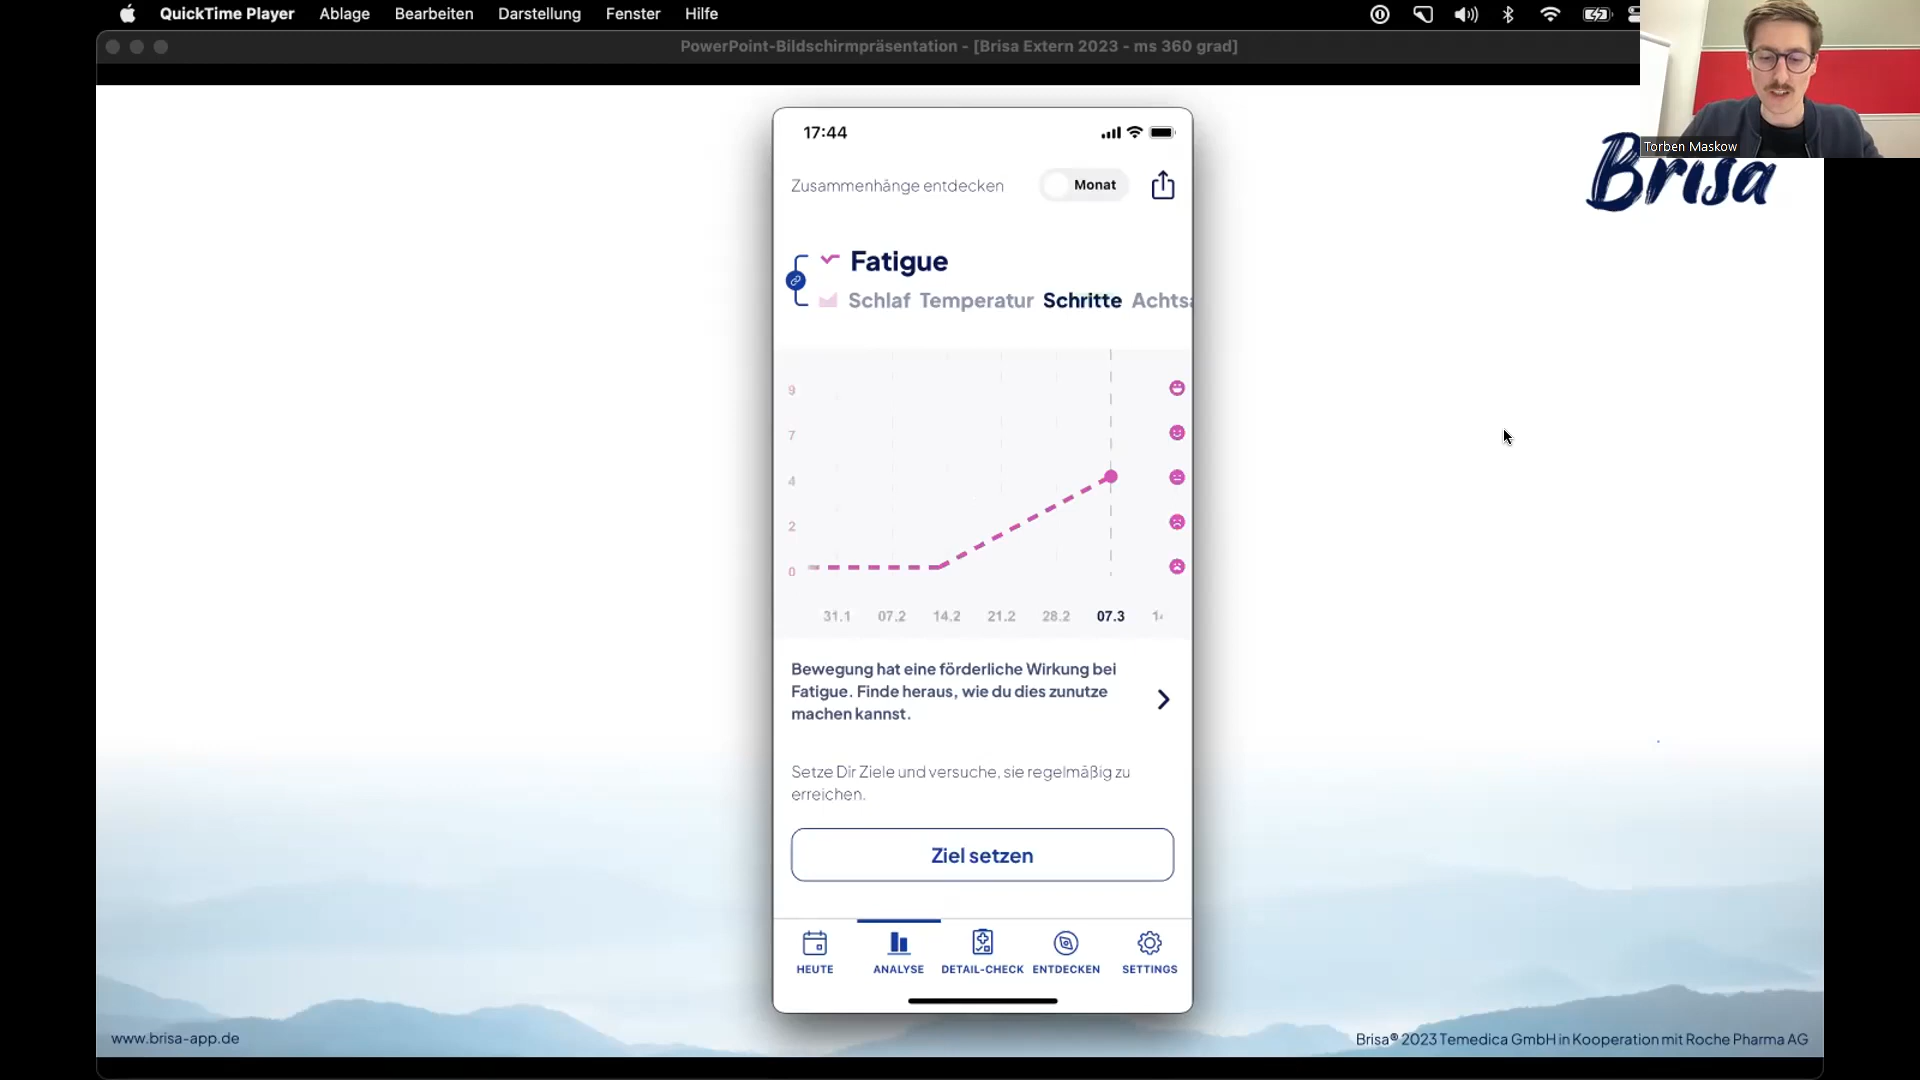 QuickTime Player Ablage Bearbeiten Darstellung Fenster Hilfe
PowerPoint-Bildschirmpräsentation - [Brisa Extern 2023 - ms 360 grad]
Torben Maskow
Brisa
17:44
Zusammenhänge entdecken Monat
Fatigue
Schlaf Temperatur Schritte Achtsa
9
7
4
2
0
31.1 07.2 14.2 21.2 28.2 07.3
Bewegung hat eine förderliche Wirkung bei
Fatigue. Finde heraus, wie du dies zunutze
machen kannst.
Setze Dir Ziele und versuche, sie regelmäßig zu
erreichen.
Ziel setzen
HEUTE ANALYSE DETAIL-CHECK ENTDECKEN SETTINGS
www.brisa-app.de
Brisa® 2023 Temedica GmbH in Kooperation mit Roche Pharma AG